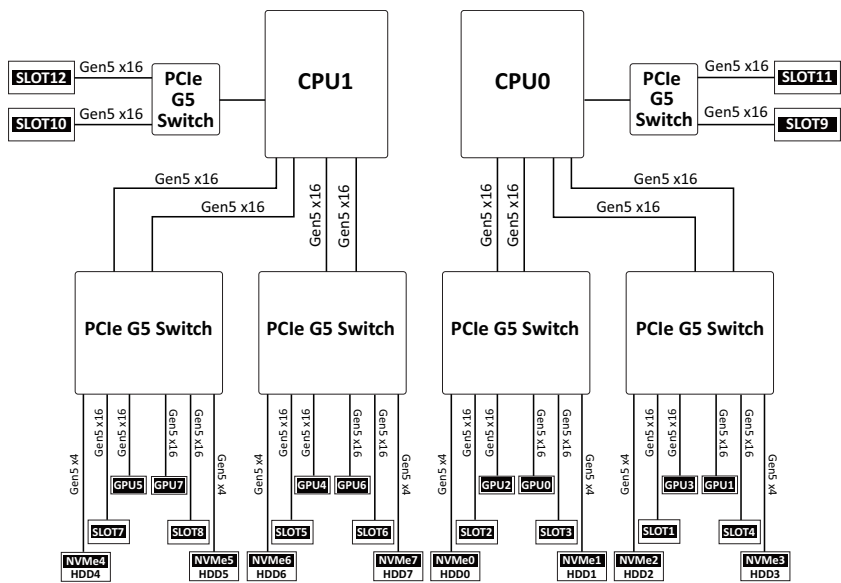 Gen5 x16
SLOT12
PCIe
G5
Switch
Gen5 x16
SLOT10
CPU1
CPU0
PCIe
G5
Switch
Gen5 x16
SLOT11
Gen5 x16
SLOT9
Gen5 x16
Gen5 x16
Gen5 x16
Gen5 x16
Gen5 x16
Gen5 x16
Gen5 x16
Gen5 x16
PCIe G5 Switch
PCIe G5 Switch
PCIe G5 Switch
PCIe G5 Switch
Gen5 x4
Gen5 x16
Gen5 x16
Gen5 x16
Gen5 x16
Gen5 x4
Gen5 x4
Gen5 x16
Gen5 x16
Gen5 x16
Gen5 x16
Gen5 x4
Gen5 x4
Gen5 x16
Gen5 x16
Gen5 x16
Gen5 x16
Gen5 x4
Gen5 x4
Gen5 x16
Gen5 x16
Gen5 x16
Gen5 x16
Gen5 x4
GPU5
GPU7
GPU4
GPU6
GPU2
GPU0
GPU3
GPU1
SLOT7
SLOT8
SLOT5
SLOT6
SLOT2
SLOT3
SLOT1
SLOT4
NVMe4
HDD4
NVMe5
HDD5
NVMe6
HDD6
NVMe7
HDD7
NVMe0
HDD0
NVMe1
HDD1
NVMe2
HDD2
NVMe3
HDD3